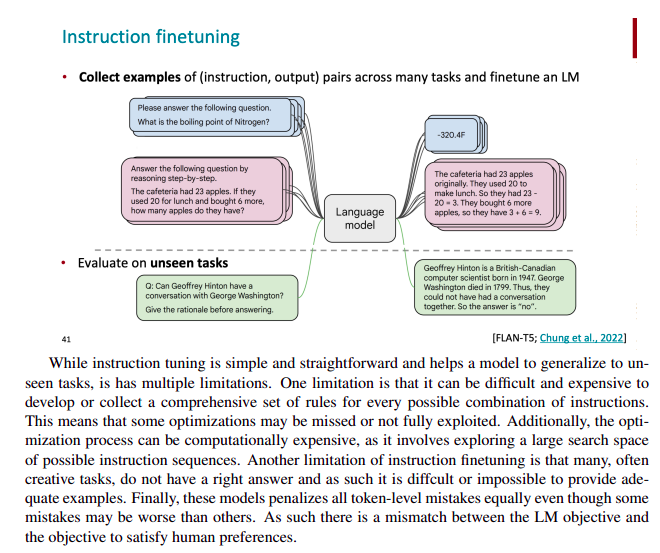 Instruction finetuning
• Collect examples of (instruction, output) pairs across many tasks and finetune an LM
Please answer the following question.
What is the boiling point of Nitrogen?
-320.4F
Answer the following question by
reasoning step-by-step.
The cafeteria had 23 apples. If they
used 20 for lunch and bought 6 more,
how many apples do they have?
Language
model
The cafeteria had 23 apples
originally. They used 20 to
make lunch. So they had 23 -
20 = 3. They bought 6 more
apples, so they have 3 + 6 = 9.
• Evaluate on unseen tasks
Q: Can Geoffrey Hinton have a
conversation with George Washington?
Give the rationale before answering.
Geoffrey Hinton is a British-Canadian
computer scientist born in 1947. George
Washington died in 1799. Thus, they
could not have had a conversation
together. So the answer is "no".
41
[FLAN-T5; Chung et al., 2022]
While instruction tuning is simple and straightforward and helps a model to generalize to un-
seen tasks, is has multiple limitations. One limitation is that it can be difficult and expensive to
develop or collect a comprehensive set of rules for every possible combination of instructions.
This means that some optimizations may be missed or not fully exploited. Additionally, the opti-
mization process can be computationally expensive, as it involves exploring a large search space
of possible instruction sequences. Another limitation of instruction finetuning is that many, often
creative tasks, do not have a right answer and as such it is diffcult or impossible to provide ade-
quate examples. Finally, these models penalizes all token-level mistakes equally even though some
mistakes may be worse than others. As such there is a mismatch between the LM objective and
the objective to satisfy human preferences.